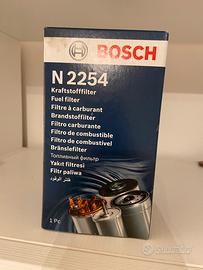 BOSCH
N 2254
Kraftstofffilter
Fuel filter
Filtre à carburant
Brandstoffilter
Filtro carburante
Filtro de combustible
Filtro de combustível
Bränslefilter
Топливный фильтр
Yakıt filtresi
Filtr paliwa
فلتر الوقود
1 Pc